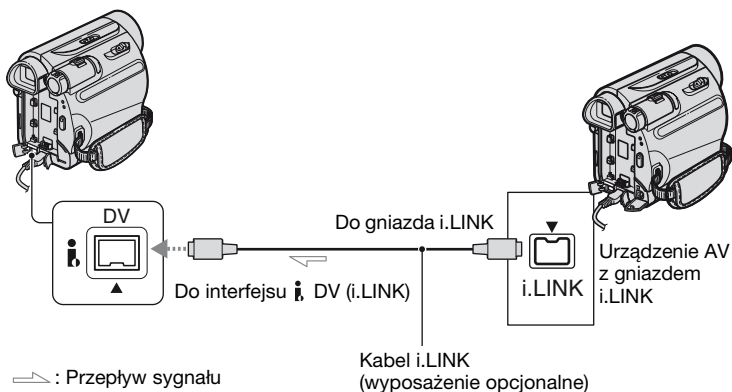 DV
Do gniazda i.LINK
Do interfejsu i DV (i.LINK)
i.LINK
Urządzenie AV
z gniazdem
i.LINK
: Przepływ sygnału
Kabel i.LINK
(wyposażenie opcjonalne)